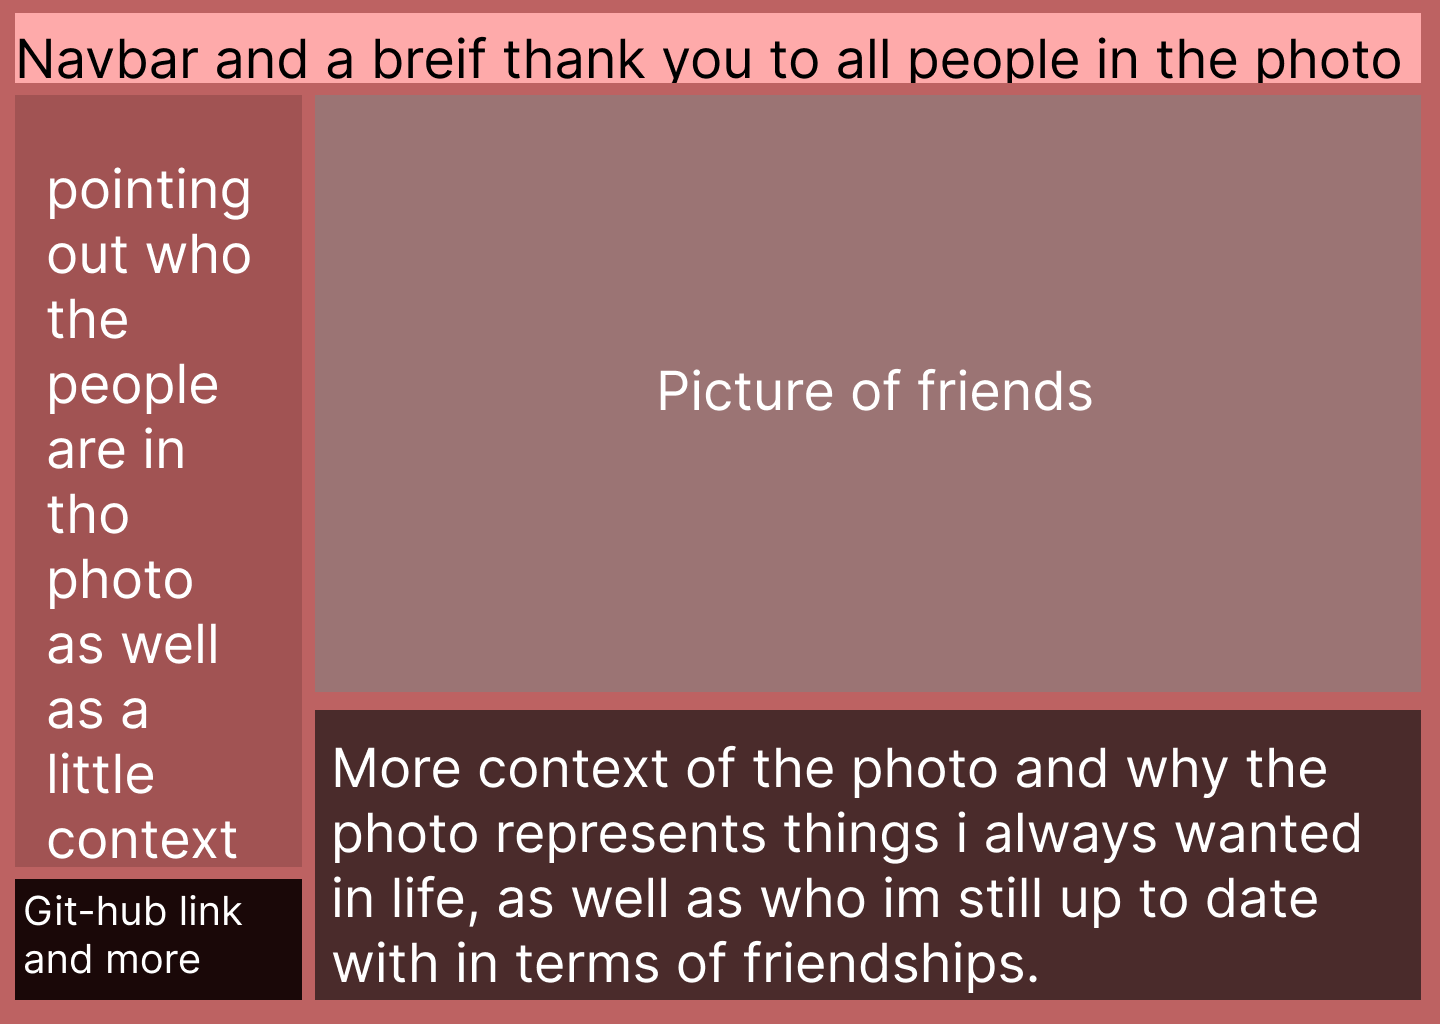 Navbar and a breif thank you to all people in the photo
pointing
out who
the
people
are in
tho
photo
as well
as a
little
context
Git-hub link
and more
Picture of friends
More context of the photo and why the
photo represents things i always wanted
in life, as well as who im still up to date
with in terms of friendships.